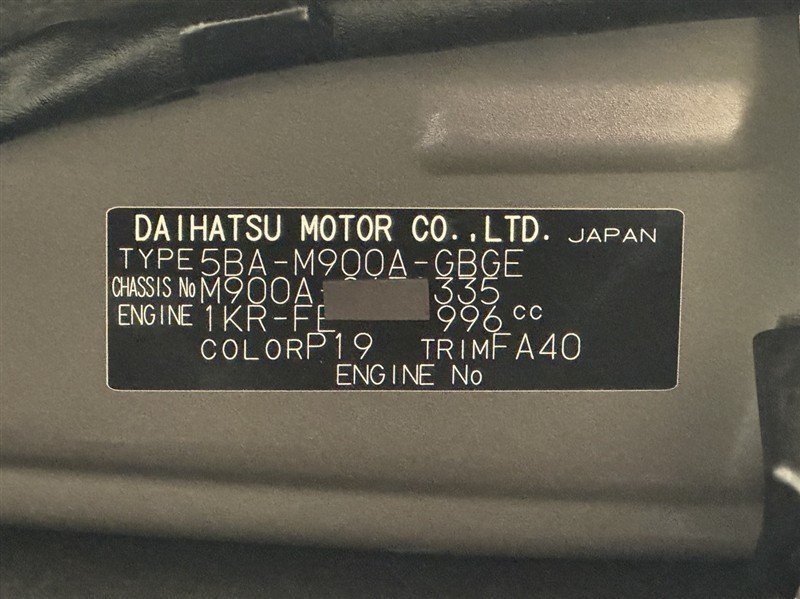 DAIHATSU MOTOR CO.,LTD. JAPAN
TYPE 5BA-M900A-GBGE
CHASSIS No M900A- 335
ENGINE 1KR-FE 996 cc
COLOR P19 TRIM FA40
ENGINE No